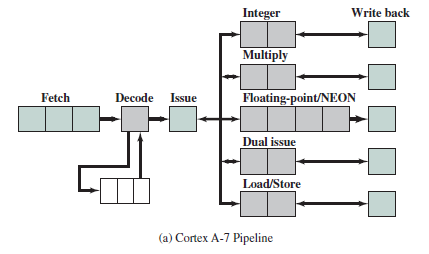 Integer
Write back
Multiply
Fetch
Decode
Issue
Floating-point/NEON
Dual issue
Load/Store
(a) Cortex A-7 Pipeline